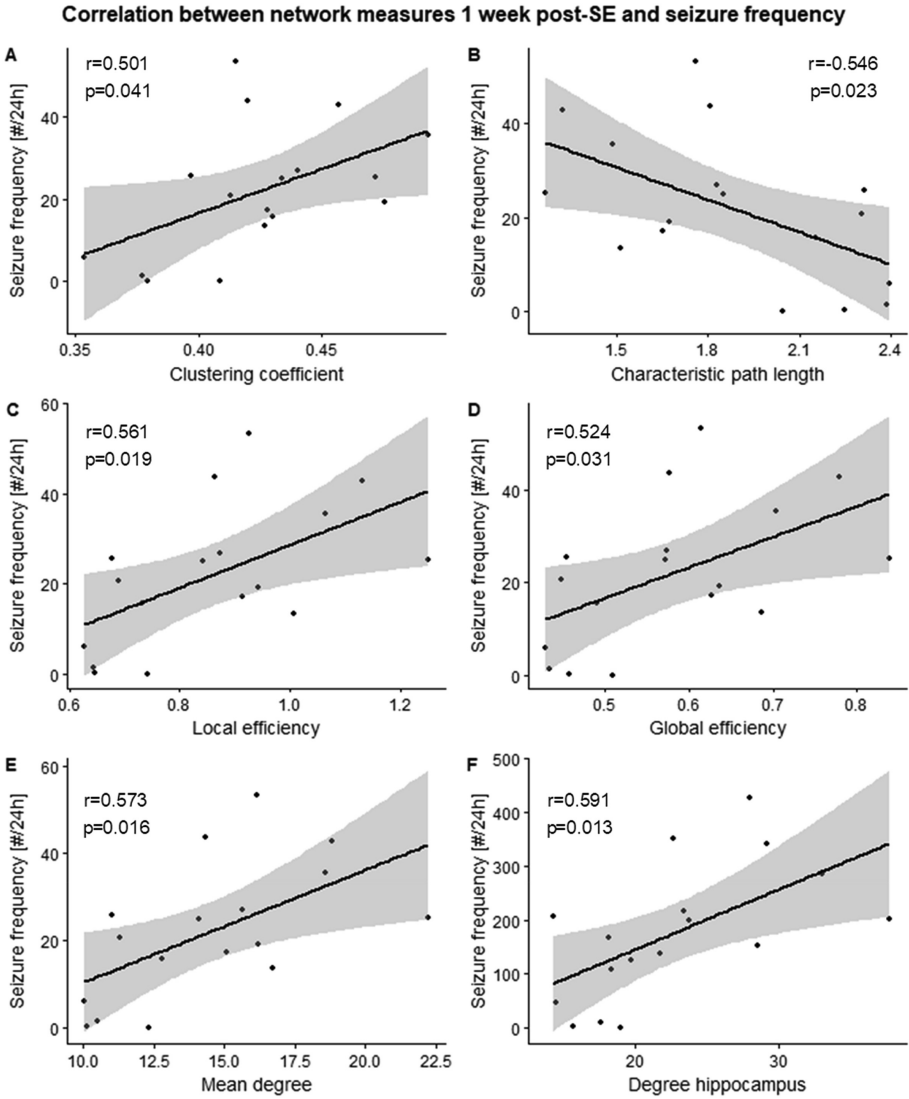 Correlation between network measures 1 week post-SE and seizure frequency
A
r=0.501
p=0.041
Seizure frequency [#/24h]
40
20
0
0.35 0.40 0.45
Clustering coefficient
B
r=-0.546
p=0.023
Seizure frequency [#/24h]
40
20
0
1.5 1.8 2.1 2.4
Characteristic path length
C
r=0.561
p=0.019
Seizure frequency [#/24h]
60
40
20
0
0.6 0.8 1.0 1.2
Local efficiency
D
r=0.524
p=0.031
Seizure frequency [#/24h]
40
20
0
0.5 0.6 0.7 0.8
Global efficiency
E
r=0.573
p=0.016
Seizure frequency [#/24h]
60
40
20
0
10.0 12.5 15.0 17.5 20.0 22.5
Mean degree
F
r=0.591
p=0.013
Seizure frequency [#/24h]
500
400
300
200
100
0
20 30
Degree hippocampus